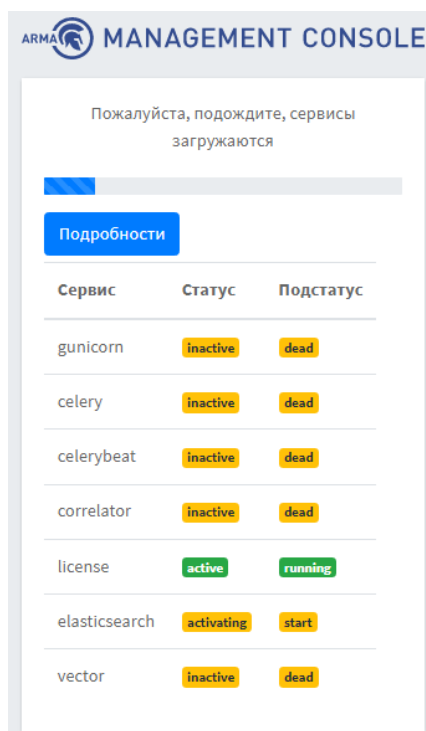 ARMA MANAGEMENT CONSOLE
Пожалуйста, подождите, сервисы
загружаются
Подробности
Сервис Статус Подстатус
gunicorn inactive dead
celery inactive dead
celerybeat inactive dead
correlator inactive dead
license active running
elasticsearch activating start
vector inactive dead